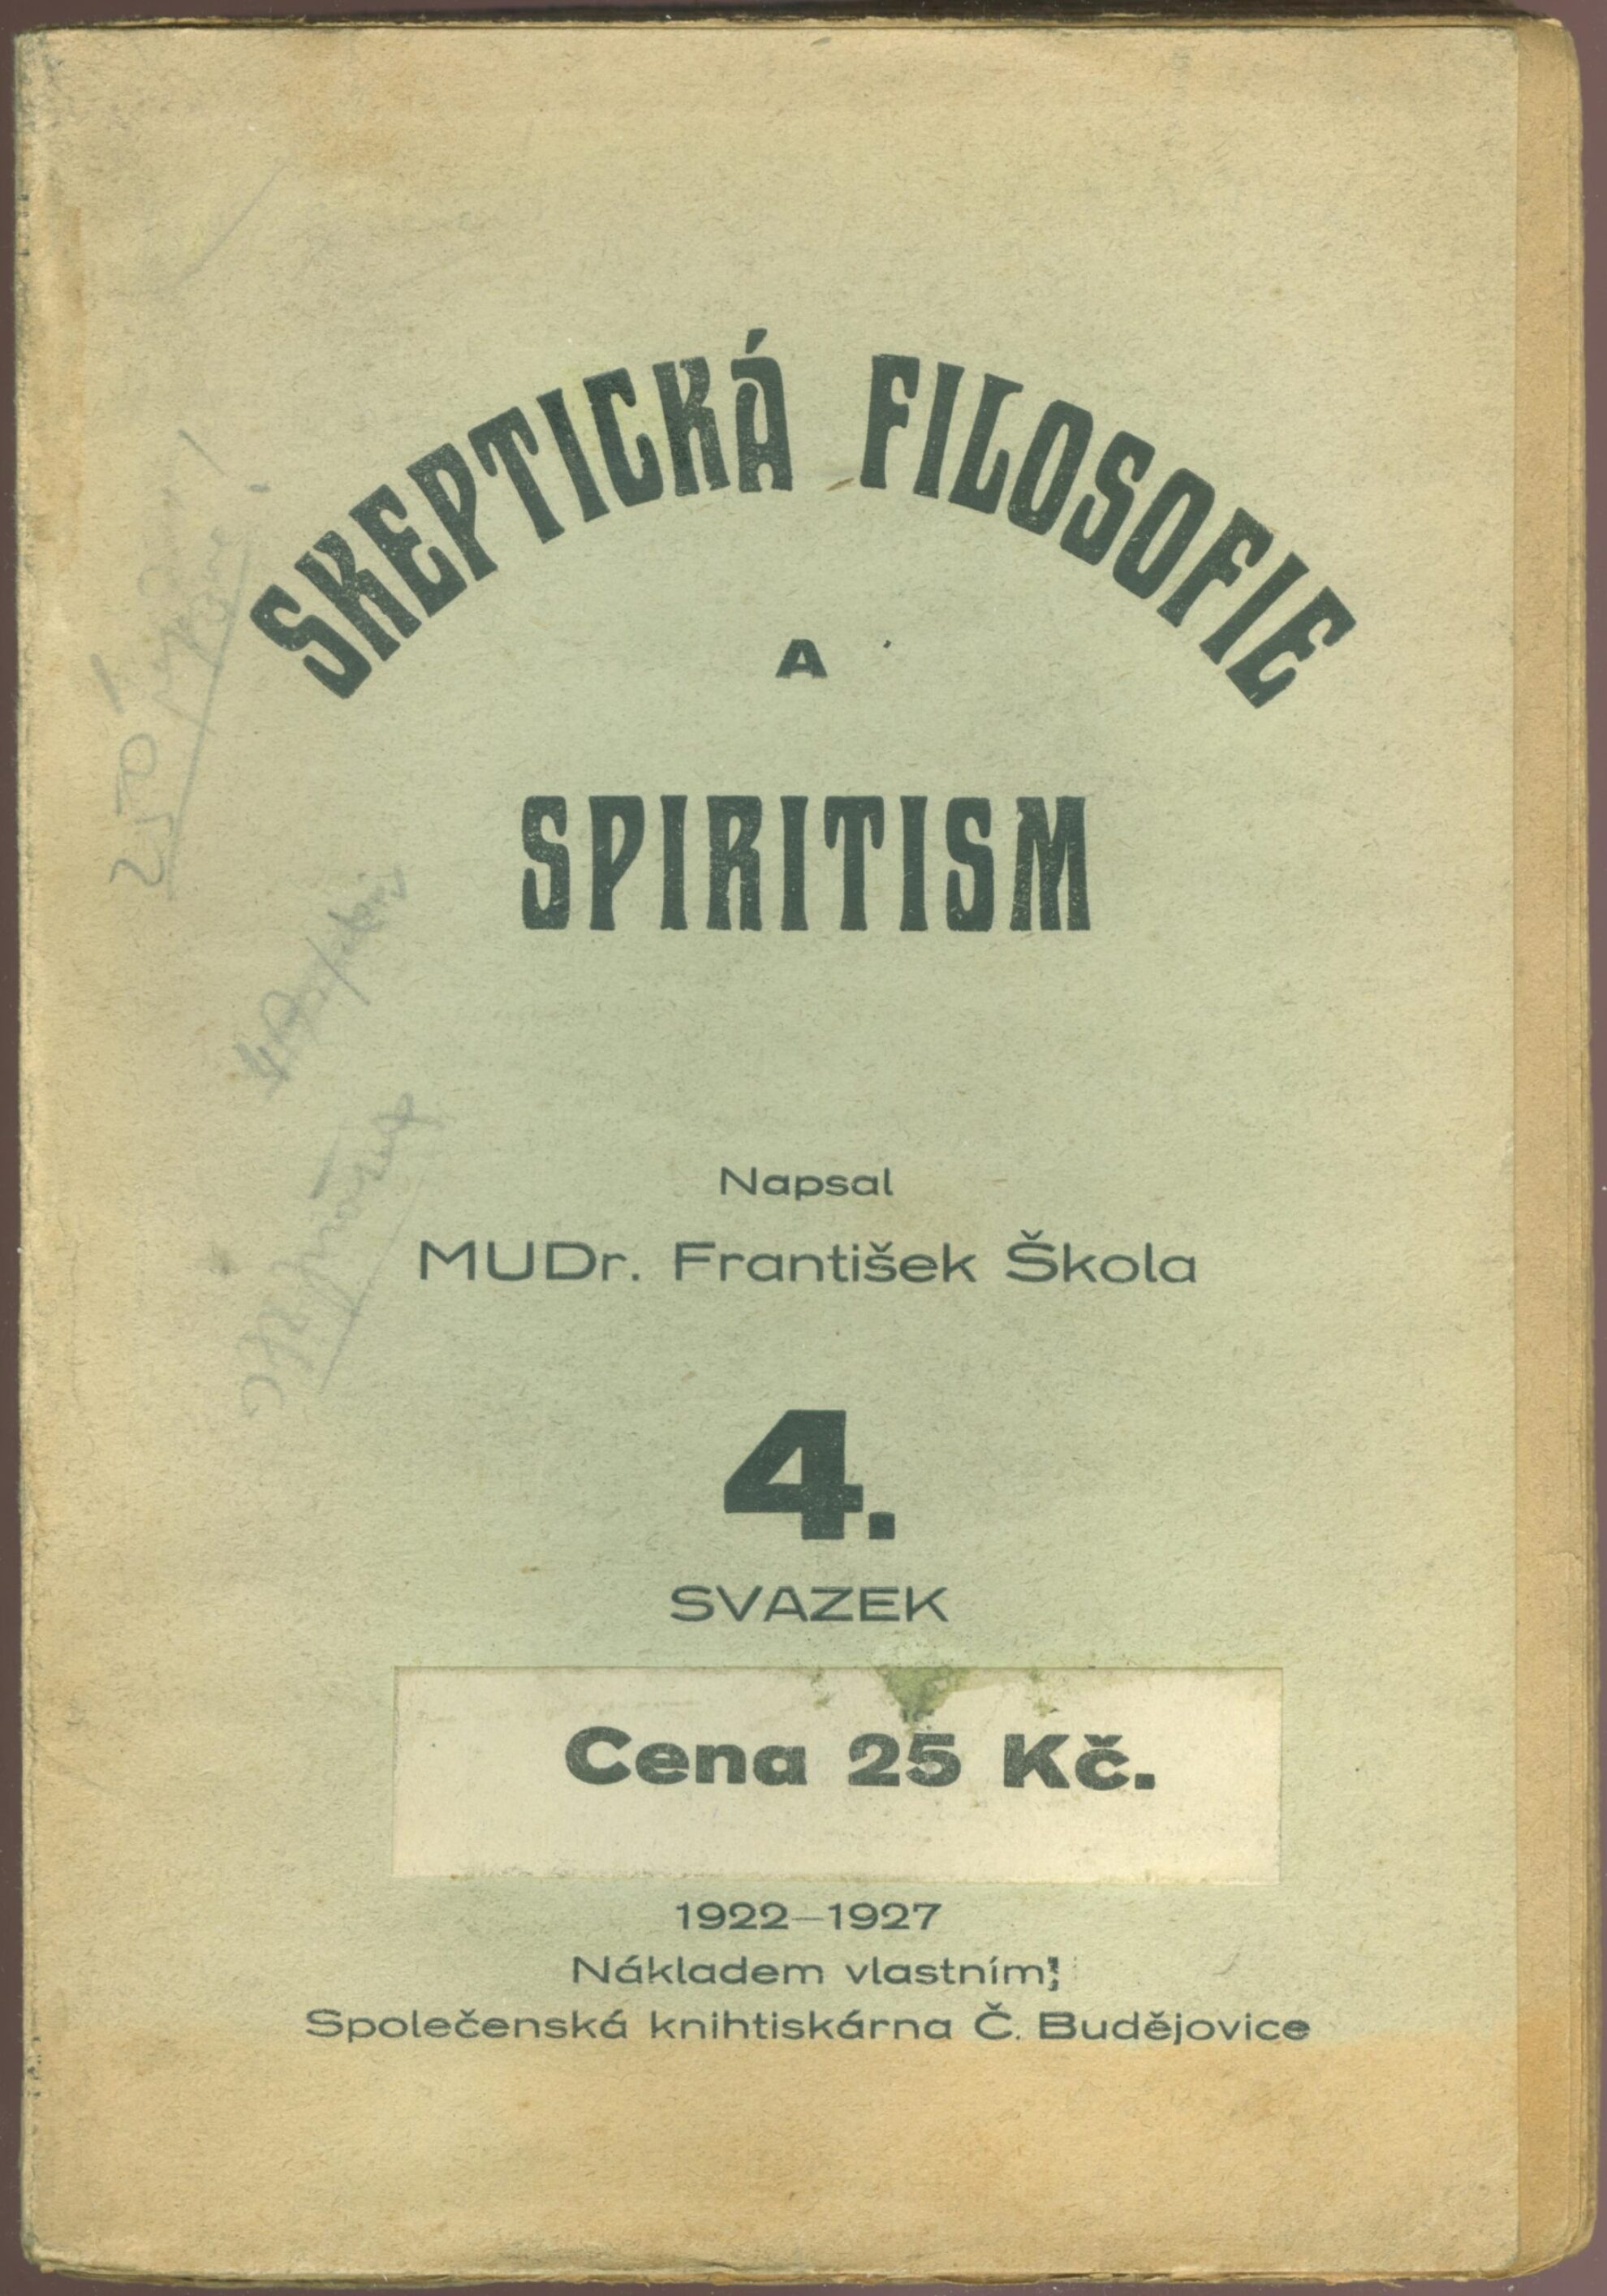 SKEPTICKÁ FILOSOFIE
A
SPIRITISM
Napsal
MUDr. František Škola
4.
SVAZEK
Cena 25 Kč.
1922–1927
Nákladem vlastním;
Společenská knihtiskárna Č. Budějovice